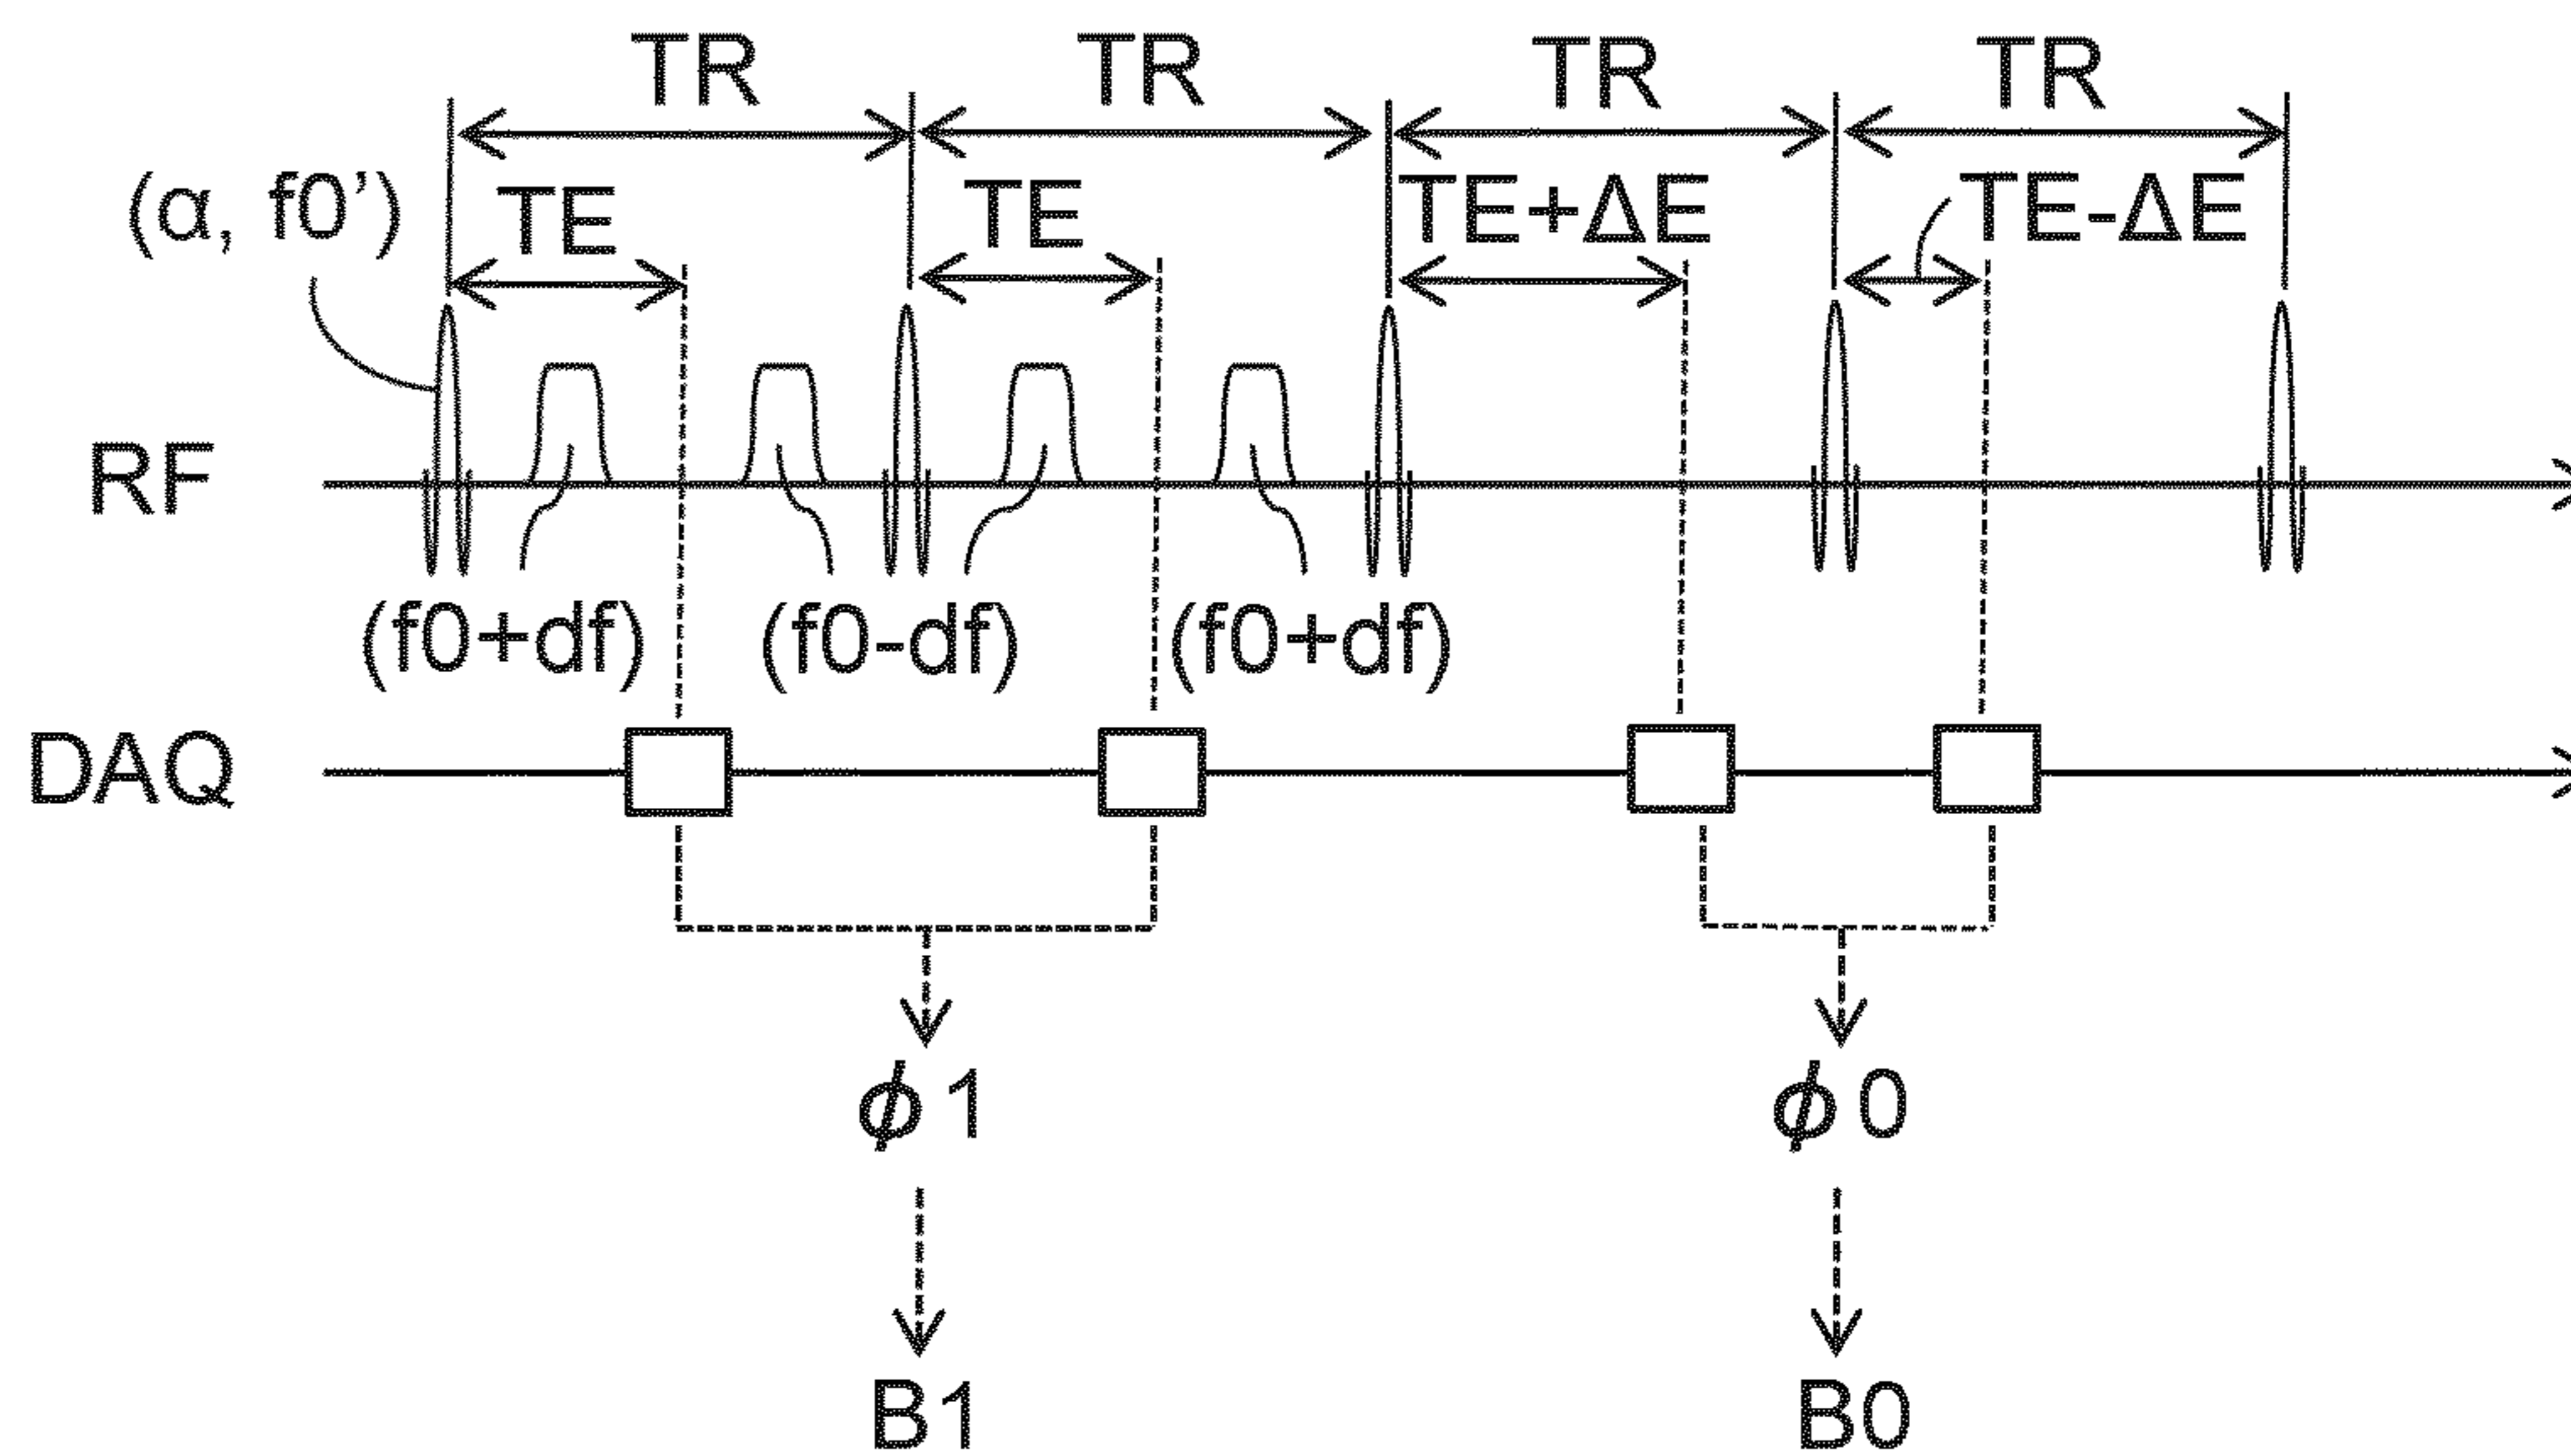 TR TR TR TR
(α, f0’) TE TE TE+ΔE TE-ΔE
RF
(f0+df) (f0-df) (f0+df)
DAQ
ϕ1 ϕ0
B1 B0